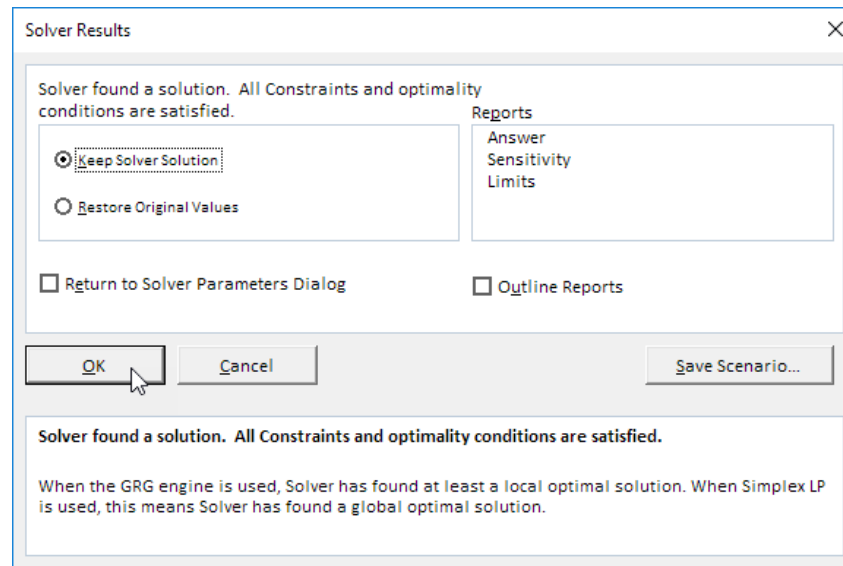 Solver Results
Solver found a solution.  All Constraints and optimality
conditions are satisfied.
Reports
Keep Solver Solution
Restore Original Values
Answer
Sensitivity
Limits
Return to Solver Parameters Dialog
Outline Reports
OK
Cancel
Save Scenario...
Solver found a solution.  All Constraints and optimality conditions are satisfied.
When the GRG engine is used, Solver has found at least a local optimal solution. When Simplex LP
is used, this means Solver has found a global optimal solution.